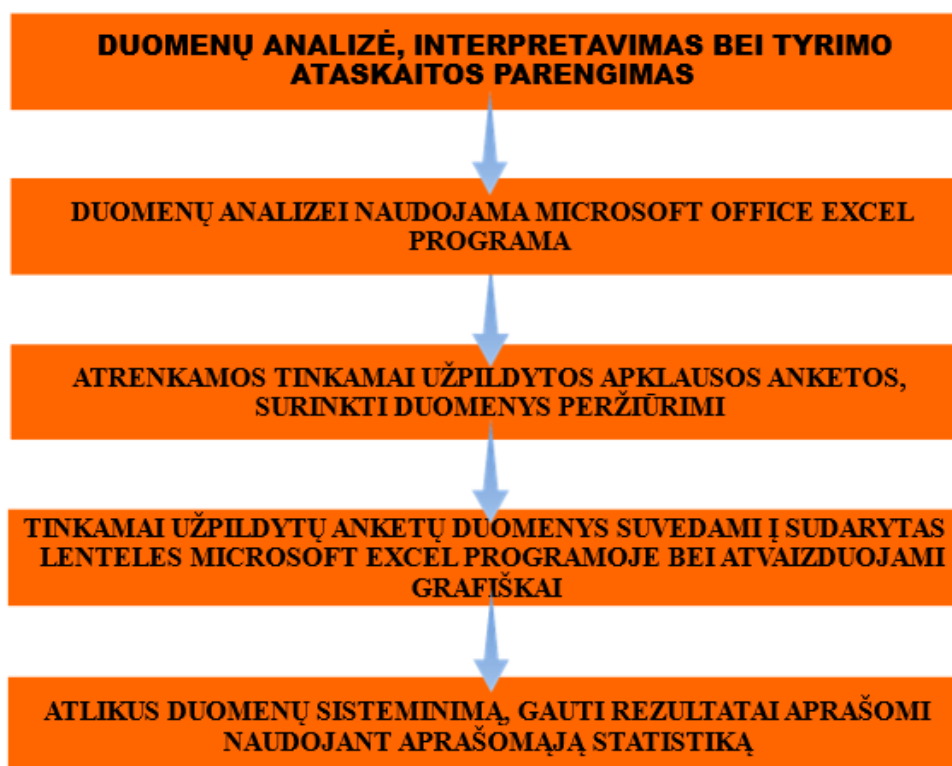 DUOMENŲ ANALIZĖ, INTERPRETAVIMAS BEI TYRIMO
ATASKAITOS PARENGIMAS
DUOMENŲ ANALIZEI NAUDOJAMA MICROSOFT OFFICE EXCEL
PROGRAMA
ATRENKAMOS TINKAMAI UŽPILDYTOS APKLAUSOS ANKETOS,
SURINKTI DUOMENYS PERŽIŪRIMI
TINKAMAI UŽPILDYTŲ ANKETŲ DUOMENYS SUVEDAMI Į SUDARYTAS
LENTELES MICROSOFT EXCEL PROGRAMOJE BEI ATVAIZDUOJAMI
GRAFIŠKAI
ATLIKUS DUOMENŲ SISTEMINIMĄ, GAUTI REZULTATAI APRAŠOMI
NAUDOJANT APRAŠOMĄJĄ STATISTIKĄ